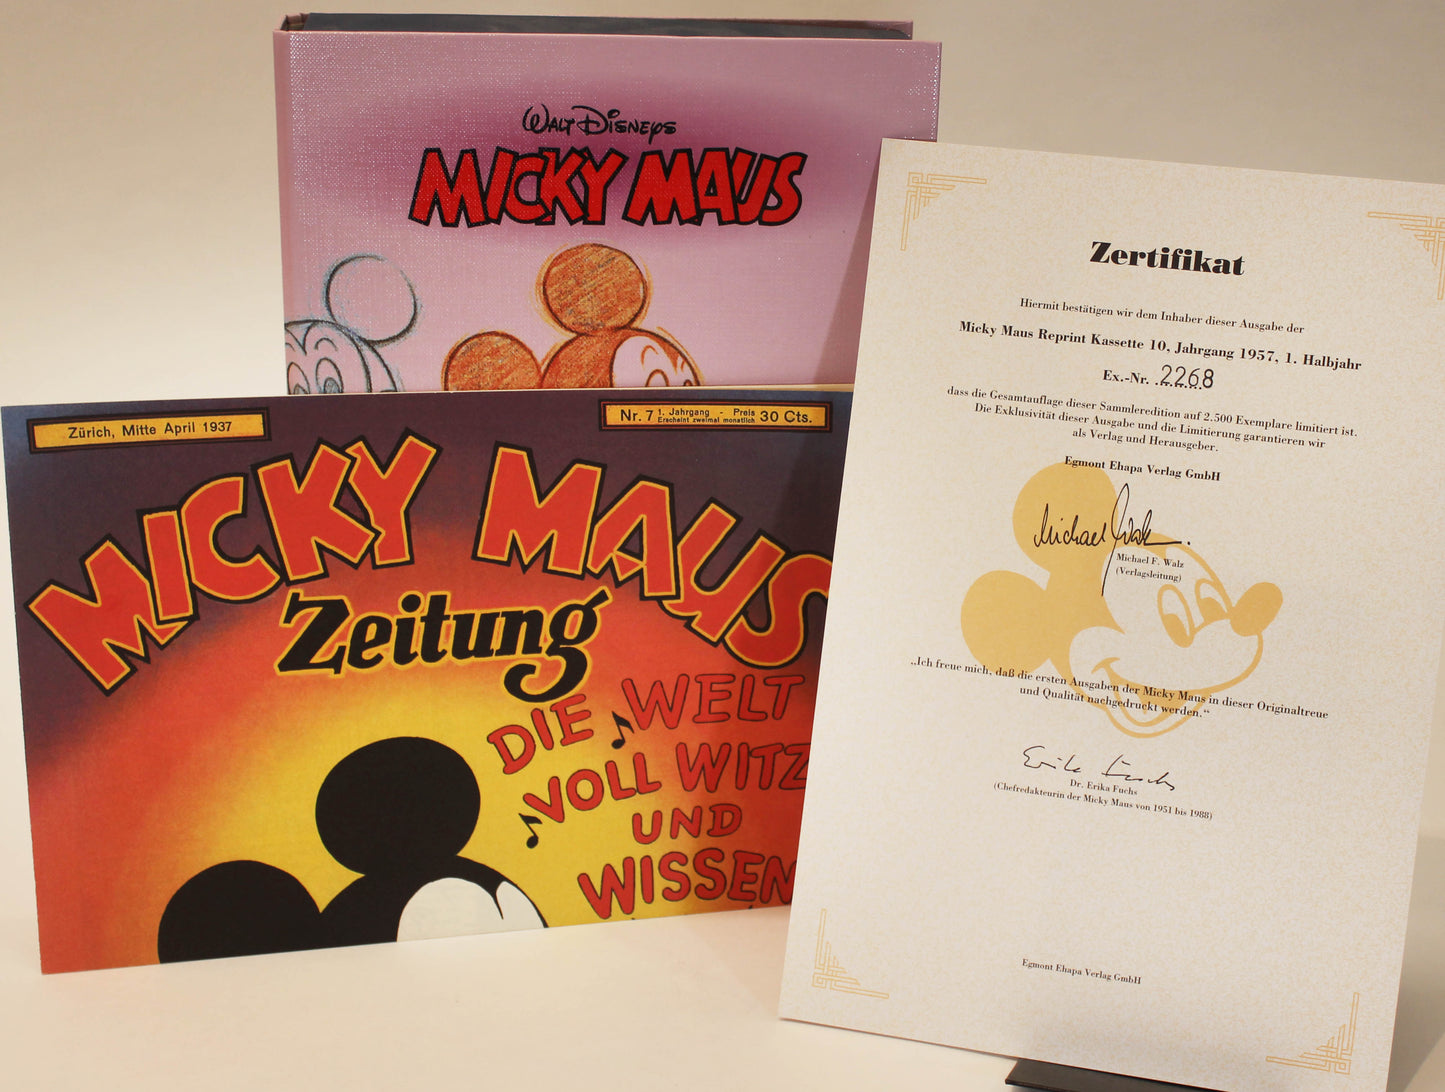 WALT DISNEYS
MICKY MAUS
Zürich, Mitte April 1937
Nr. 7 1. Jahrgang - Preis 30 Cts.
Erscheint zweimal monatlich
MICKY MAUS
Zeitung
DIE WELT
VOLL WITZ
UND
WISSEN
Zertifikat
Hiermit bestätigen wir dem Inhaber dieser Ausgabe der
Micky Maus Reprint Kassette 10, Jahrgang 1957, 1. Halbjahr
Ex.-Nr. 2268
dass die Gesamtauflage dieser Sammleredition auf 2.500 Exemplare limitiert ist.
Die Exklusivität dieser Ausgabe und die Limitierung garantieren wir
als Verlag und Herausgeber.
Egmont Ehapa Verlag GmbH
Michael Walz
Michael F. Walz
(Verlagsleitung)
„Ich freue mich, daß die ersten Ausgaben der Micky Maus in dieser Originaltreue
und Qualität nachgedruckt werden.“
Erika Fuchs
Dr. Erika Fuchs
(Chefredakteurin der Micky Maus von 1951 bis 1988)
Egmont Ehapa Verlag GmbH